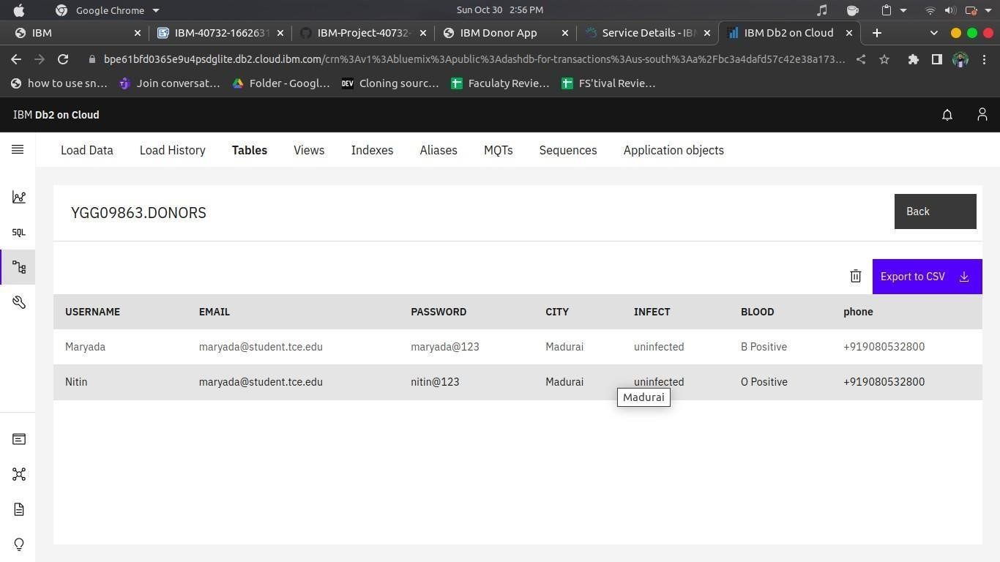 Google Chrome Sun Oct 30 2:56 PM
IBM IBM-40732-1662631 IBM-Project-40732- IBM Donor App Service Details - IBM IBM Db2 on Cloud
bpe61bfd0365e9u4psdglite.db2.cloud.ibm.com/crn%3Av1%3Abluemix%3Apublic%3Adashdb-for-transactions%3Aus-south%3Aa%2Fbc3a4dafd57c42e38a173...
how to use sn... Join conversat... Folder - Googl... DEV Cloning sourc... Faculaty Revie... FS'tival Revie...
IBM Db2 on Cloud
Load Data Load History Tables Views Indexes Aliases MQTs Sequences Application objects
SQL
YGG09863.DONORS Back
Export to CSV
USERNAME EMAIL PASSWORD CITY INFECT BLOOD phone
Maryada maryada@student.tce.edu maryada@123 Madurai uninfected B Positive +919080532800
Nitin maryada@student.tce.edu nitin@123 Madurai uninfected O Positive +919080532800
Madurai